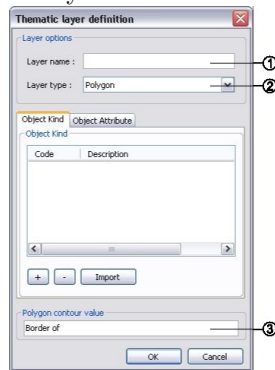 Thematic layer definition
Layer options
Layer name :
①
Layer type :
Polygon
②
Object Kind
Object Attribute
Object Kind
Code
Description
+
-
Import
Polygon contour value
Border of
③
OK
Cancel